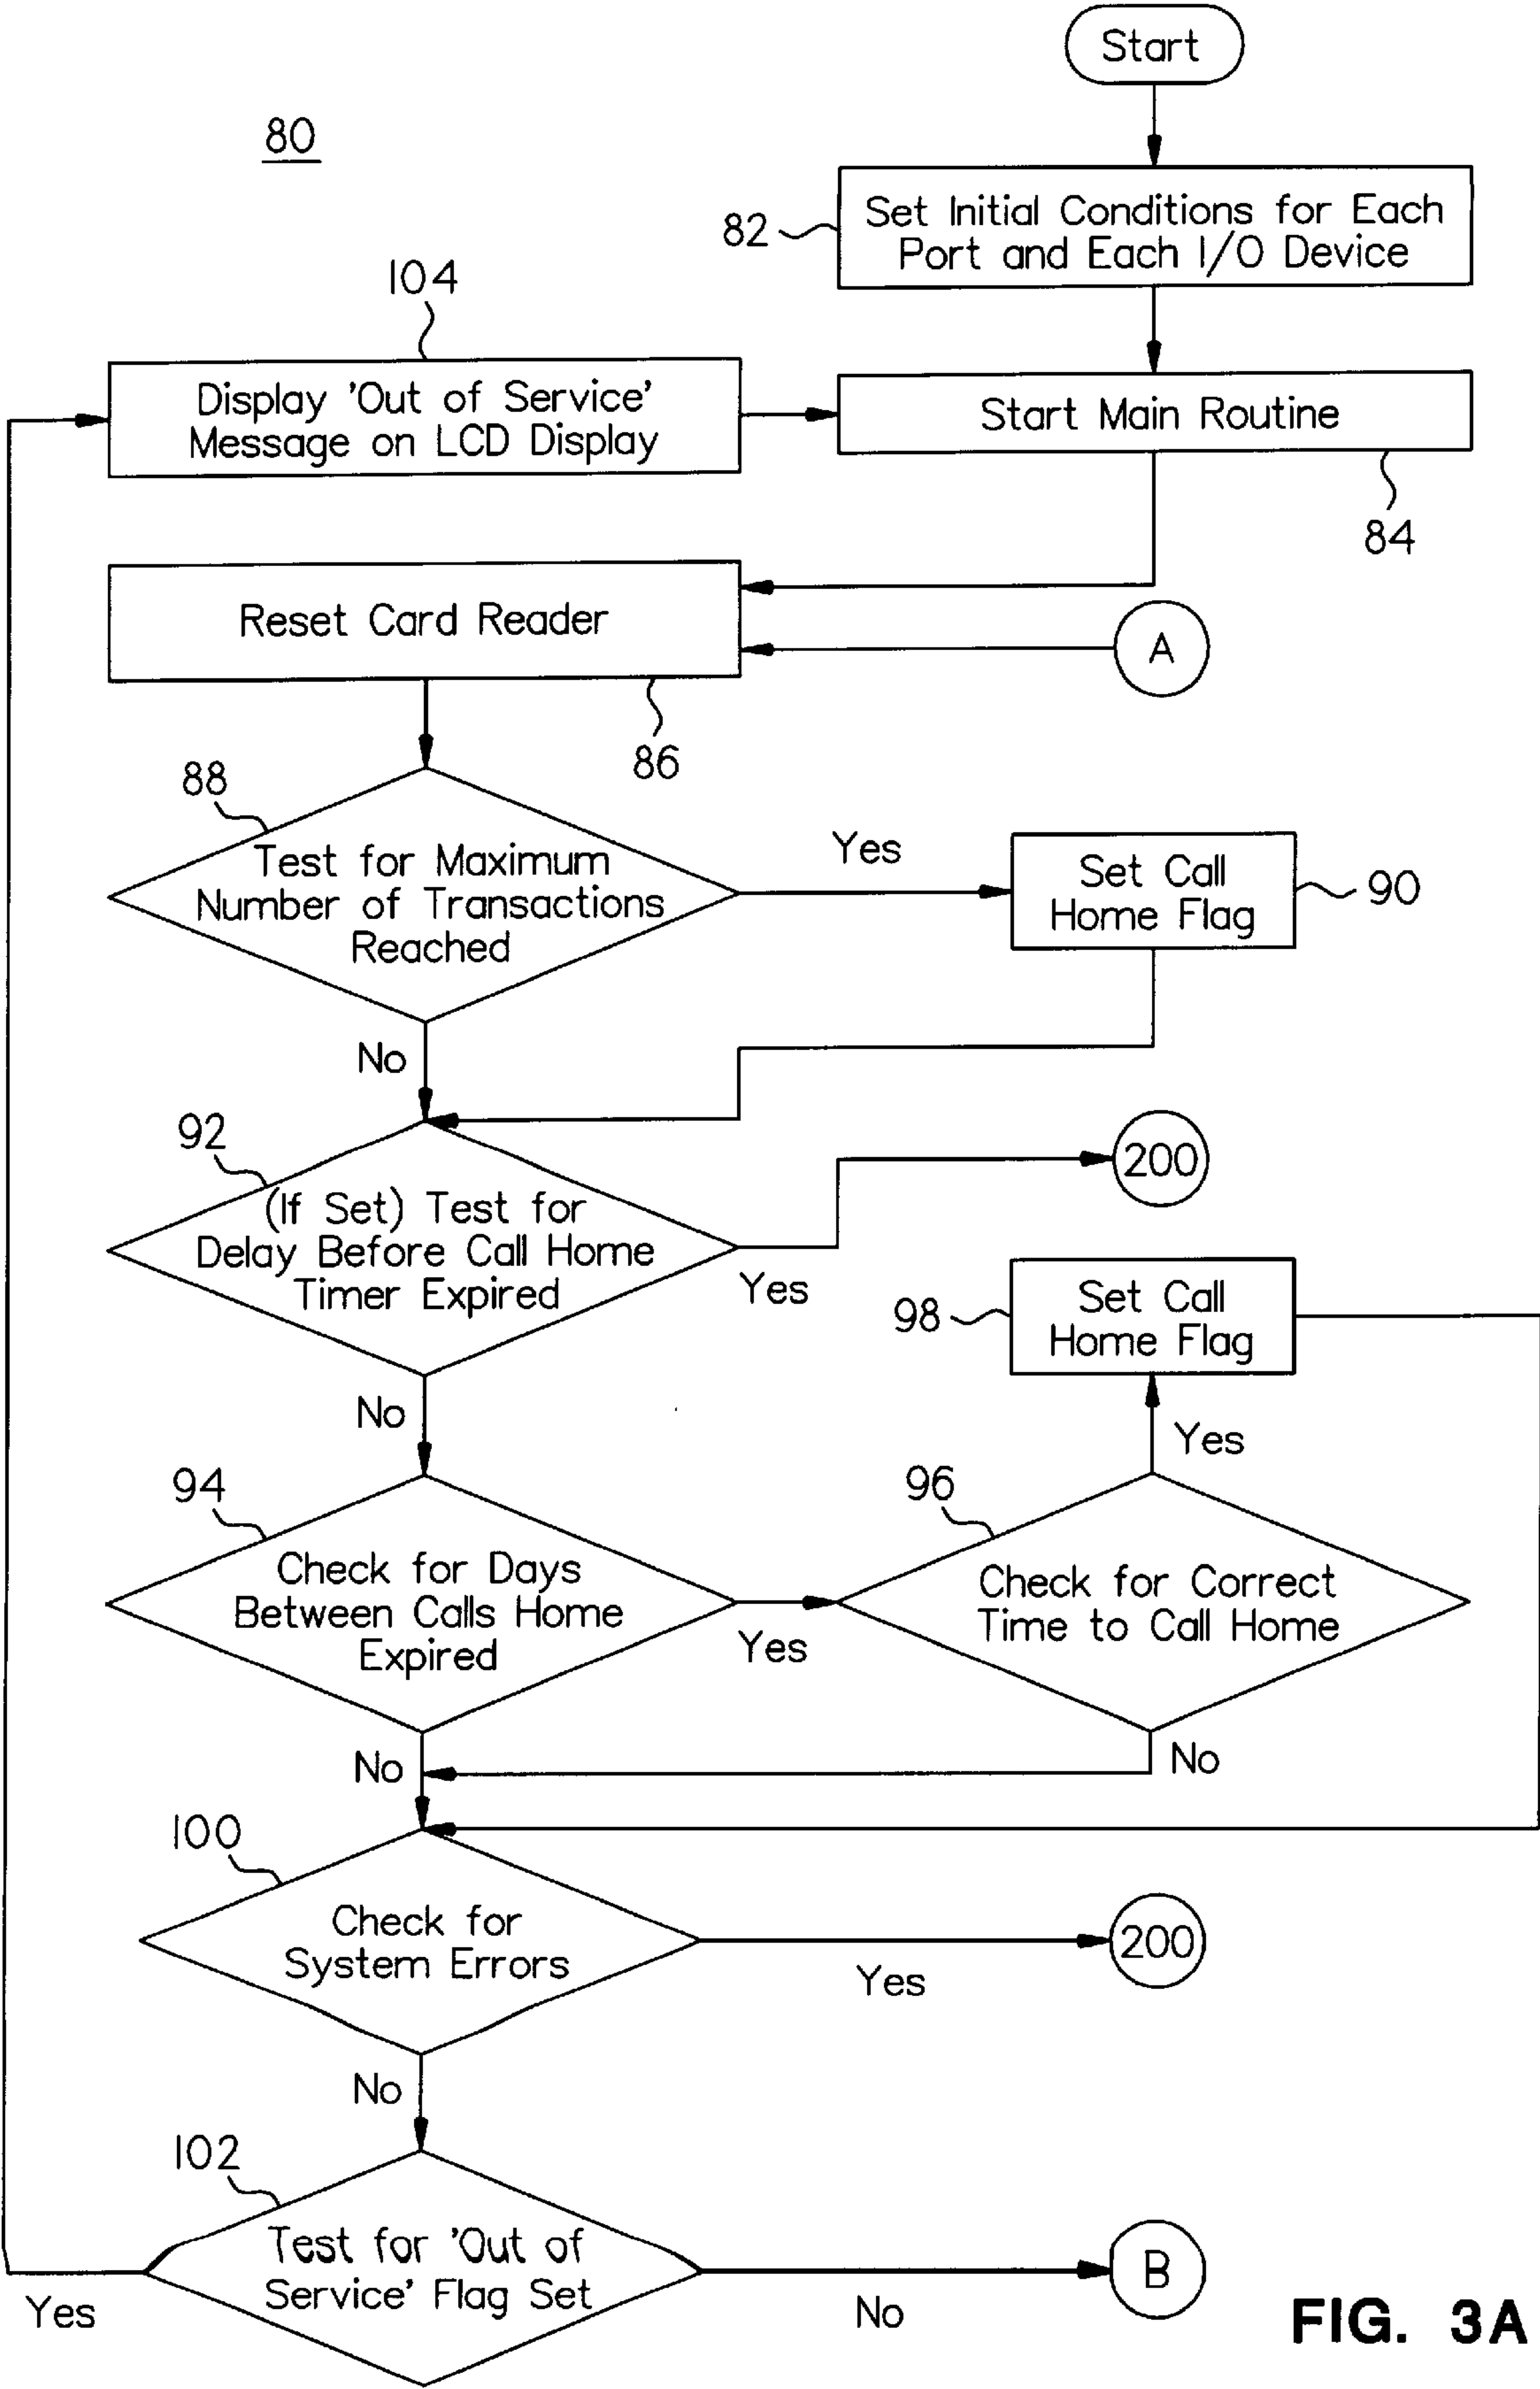 Start
80
82
Set Initial Conditions for Each
Port and Each I/O Device
104
Display 'Out of Service'
Message on LCD Display
Start Main Routine
84
Reset Card Reader
A
86
88
Test for Maximum
Number of Transactions
Reached
Yes
Set Call
Home Flag
90
No
92
(If Set) Test for
Delay Before Call Home
Timer Expired
Yes
200
98
Set Call
Home Flag
No
Yes
94
Check for Days
Between Calls Home
Expired
Yes
96
Check for Correct
Time to Call Home
No
No
100
Check for
System Errors
Yes
200
No
102
Test for 'Out of
Service' Flag Set
Yes
No
B
FIG. 3A